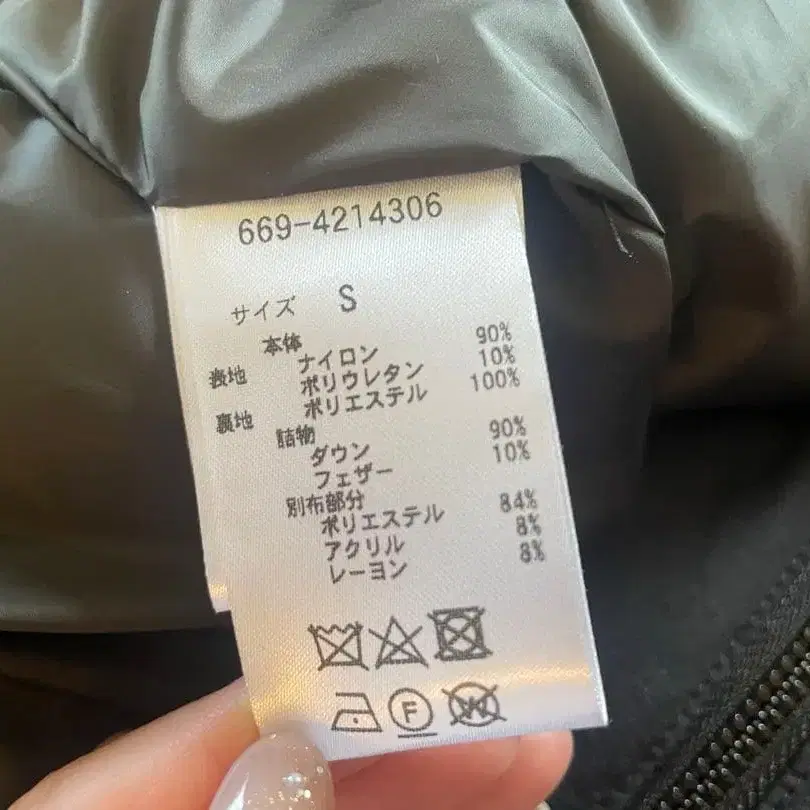 669-4214306
サイズ S
本体
表地 ナイロン 90%
ポリウレタン 10%
裏地 ポリエステル 100%
詰物
ダウン 90%
フェザー 10%
別布部分
ポリエステル 84%
アクリル 8%
レーヨン 8%
F W